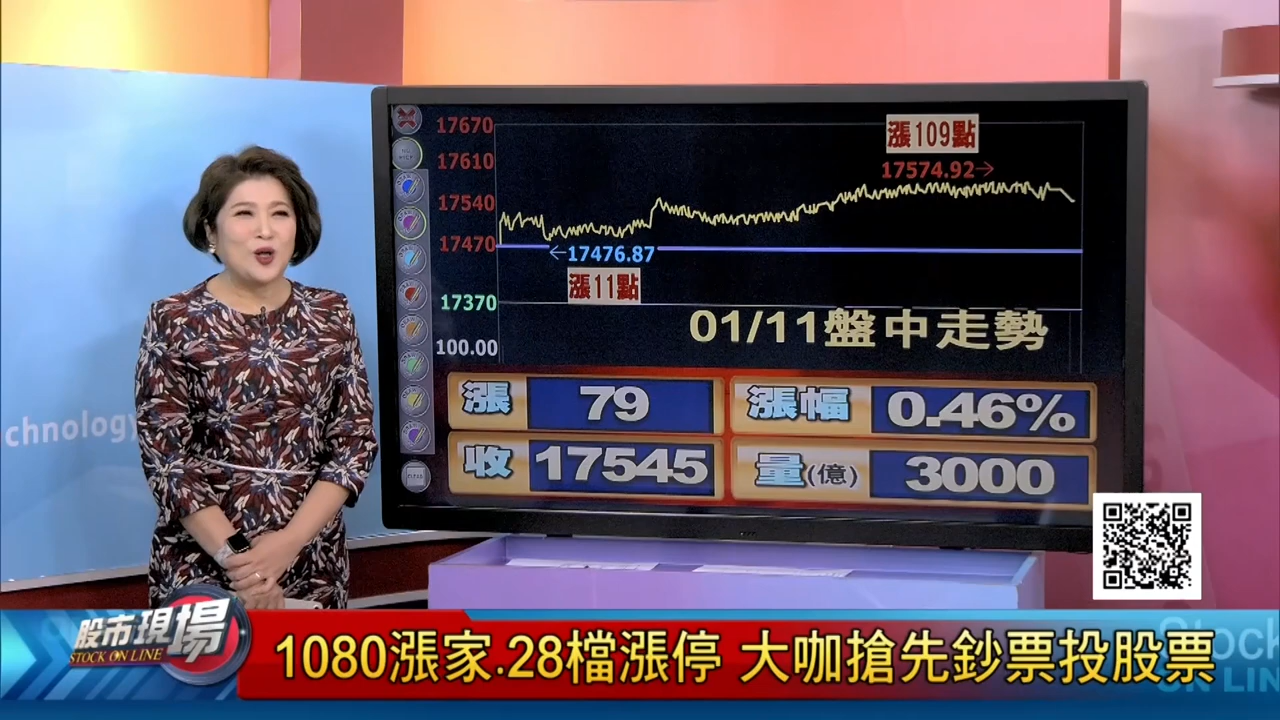 17670
17610
17540
17470
17370
100.00
漲109點
17574.92→
←17476.87
漲11點
01/11盤中走勢
漲 79 漲幅 0.46%
收 17545 量(億) 3000
chnology
股市現場
STOCK ON LINE
1080漲家.28檔漲停 大咖搶先鈔票投股票
Stock
ON LIN